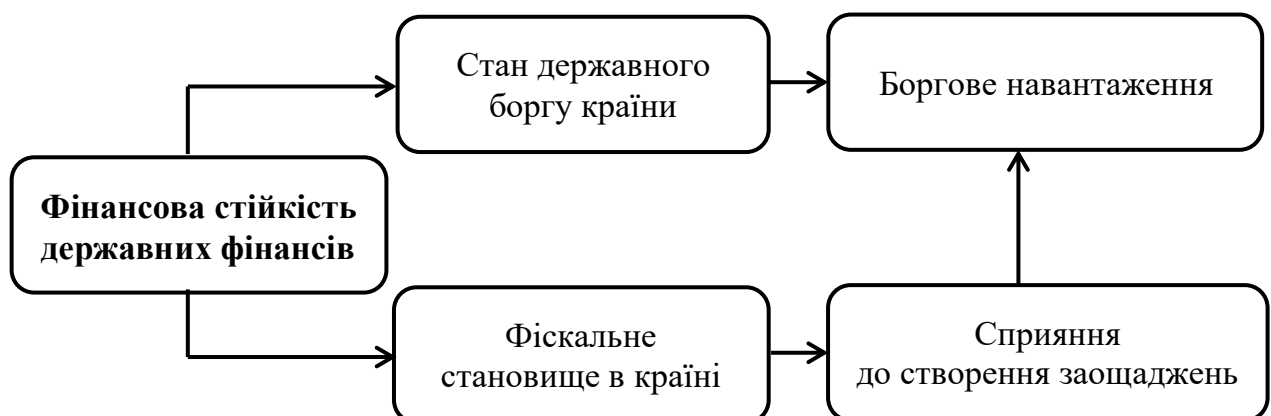 Стан державного
боргу країни
Боргове навантаження
Фінансова стійкість
державних фінансів
Фіскальне
становище в країні
Сприяння
до створення заощаджень